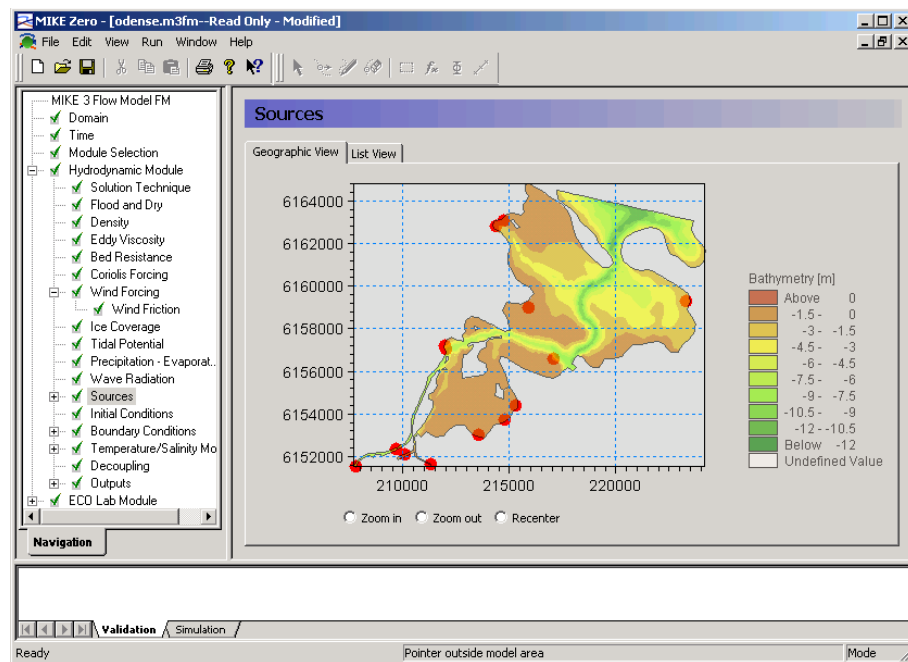 MIKE Zero - [odense.m3fm--Read Only - Modified]
File Edit View Run Window Help
MIKE 3 Flow Model FM
Domain
Time
Module Selection
Hydrodynamic Module
Solution Technique
Flood and Dry
Density
Eddy Viscosity
Bed Resistance
Coriolis Forcing
Wind Forcing
Wind Friction
Ice Coverage
Tidal Potential
Precipitation - Evaporat..
Wave Radiation
Sources
Initial Conditions
Boundary Conditions
Temperature/Salinity Mo
Decoupling
Outputs
ECO Lab Module
Navigation
Sources
Geographic View List View
6164000
6162000
6160000
6158000
6156000
6154000
6152000
210000 215000 220000
Bathymetry [m]
Above 0
-1.5 - 0
-3 - -1.5
-4.5 - -3
-6 - -4.5
-7.5 - -6
-9 - -7.5
-10.5 - -9
-12 - -10.5
Below -12
Undefined Value
Zoom in Zoom out Recenter
Validation Simulation
Ready Pointer outside model area Mode